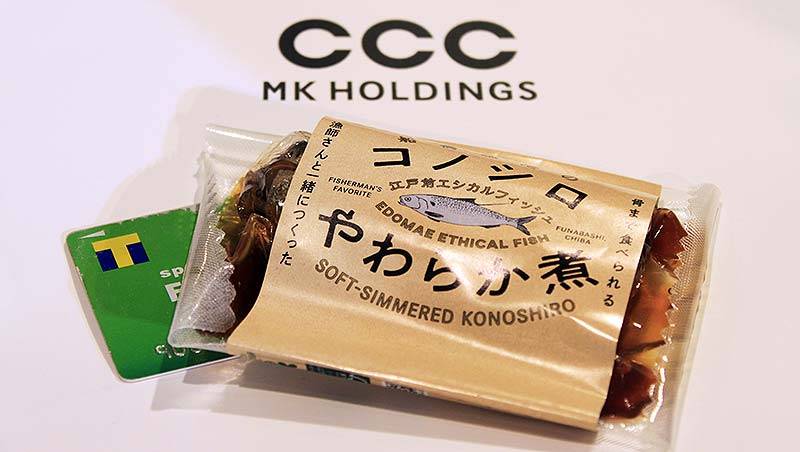 CCC
MK HOLDINGS
漁師さんと一緒につくった
コノシロ
FISHERMAN'S
FAVORITE
江戸前エシカルフィッシュ
EDOMAE ETHICAL FISH
FUNABASHI,
CHIBA
やわらか煮
SOFT-SIMMERED KONOSHIRO
骨まで食べられる
T
sp